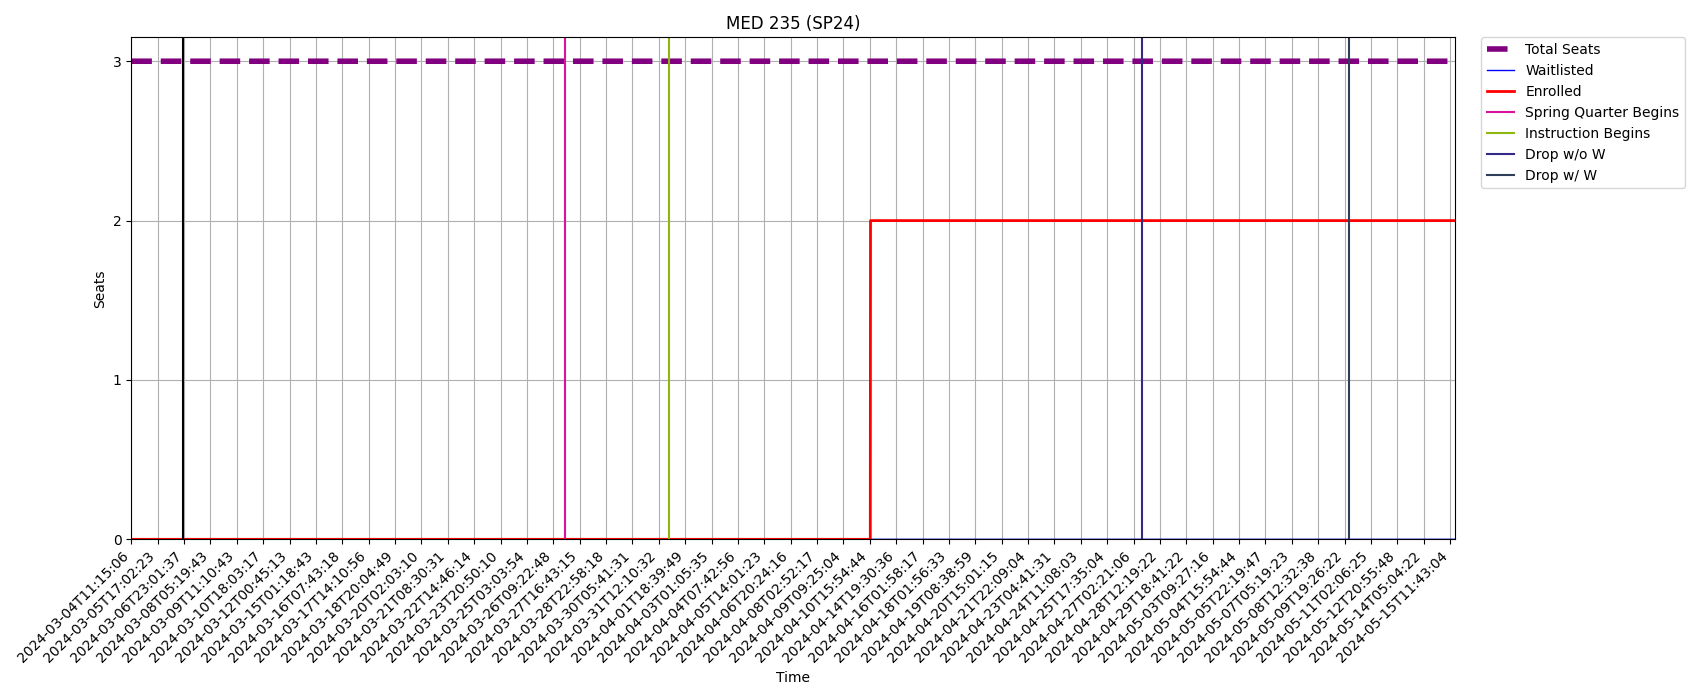 MED 235 (SP24)
Total Seats
Waitlisted
Enrolled
Spring Quarter Begins
Instruction Begins
Drop w/o W
Drop w/ W
Seats
3
2
1
0
2024-03-04T11:15:06
2024-03-05T17:02:23
2024-03-06T23:01:37
2024-03-08T05:19:43
2024-03-09T11:10:43
2024-03-10T18:03:17
2024-03-12T00:45:13
2024-03-15T01:18:43
2024-03-16T07:43:18
2024-03-17T14:10:56
2024-03-18T20:04:49
2024-03-20T02:03:10
2024-03-21T08:30:31
2024-03-22T14:46:14
2024-03-23T20:50:10
2024-03-25T03:03:54
2024-03-26T09:22:48
2024-03-27T16:43:15
2024-03-28T22:58:18
2024-03-30T05:41:31
2024-03-31T12:10:32
2024-04-01T18:39:49
2024-04-03T01:05:35
2024-04-04T07:42:56
2024-04-05T14:01:23
2024-04-06T20:24:16
2024-04-08T02:52:17
2024-04-09T09:25:04
2024-04-10T15:54:44
2024-04-14T19:30:36
2024-04-16T01:58:17
2024-04-18T01:56:33
2024-04-19T08:38:59
2024-04-20T15:01:15
2024-04-21T22:09:04
2024-04-23T04:41:31
2024-04-24T11:08:03
2024-04-25T17:35:04
2024-04-27T02:21:06
2024-04-28T12:19:22
2024-04-29T18:41:22
2024-05-03T09:27:16
2024-05-04T15:54:44
2024-05-05T22:19:47
2024-05-07T05:19:23
2024-05-08T12:32:38
2024-05-09T19:26:22
2024-05-11T02:06:25
2024-05-12T20:55:48
2024-05-14T05:04:22
2024-05-15T11:43:04
Time